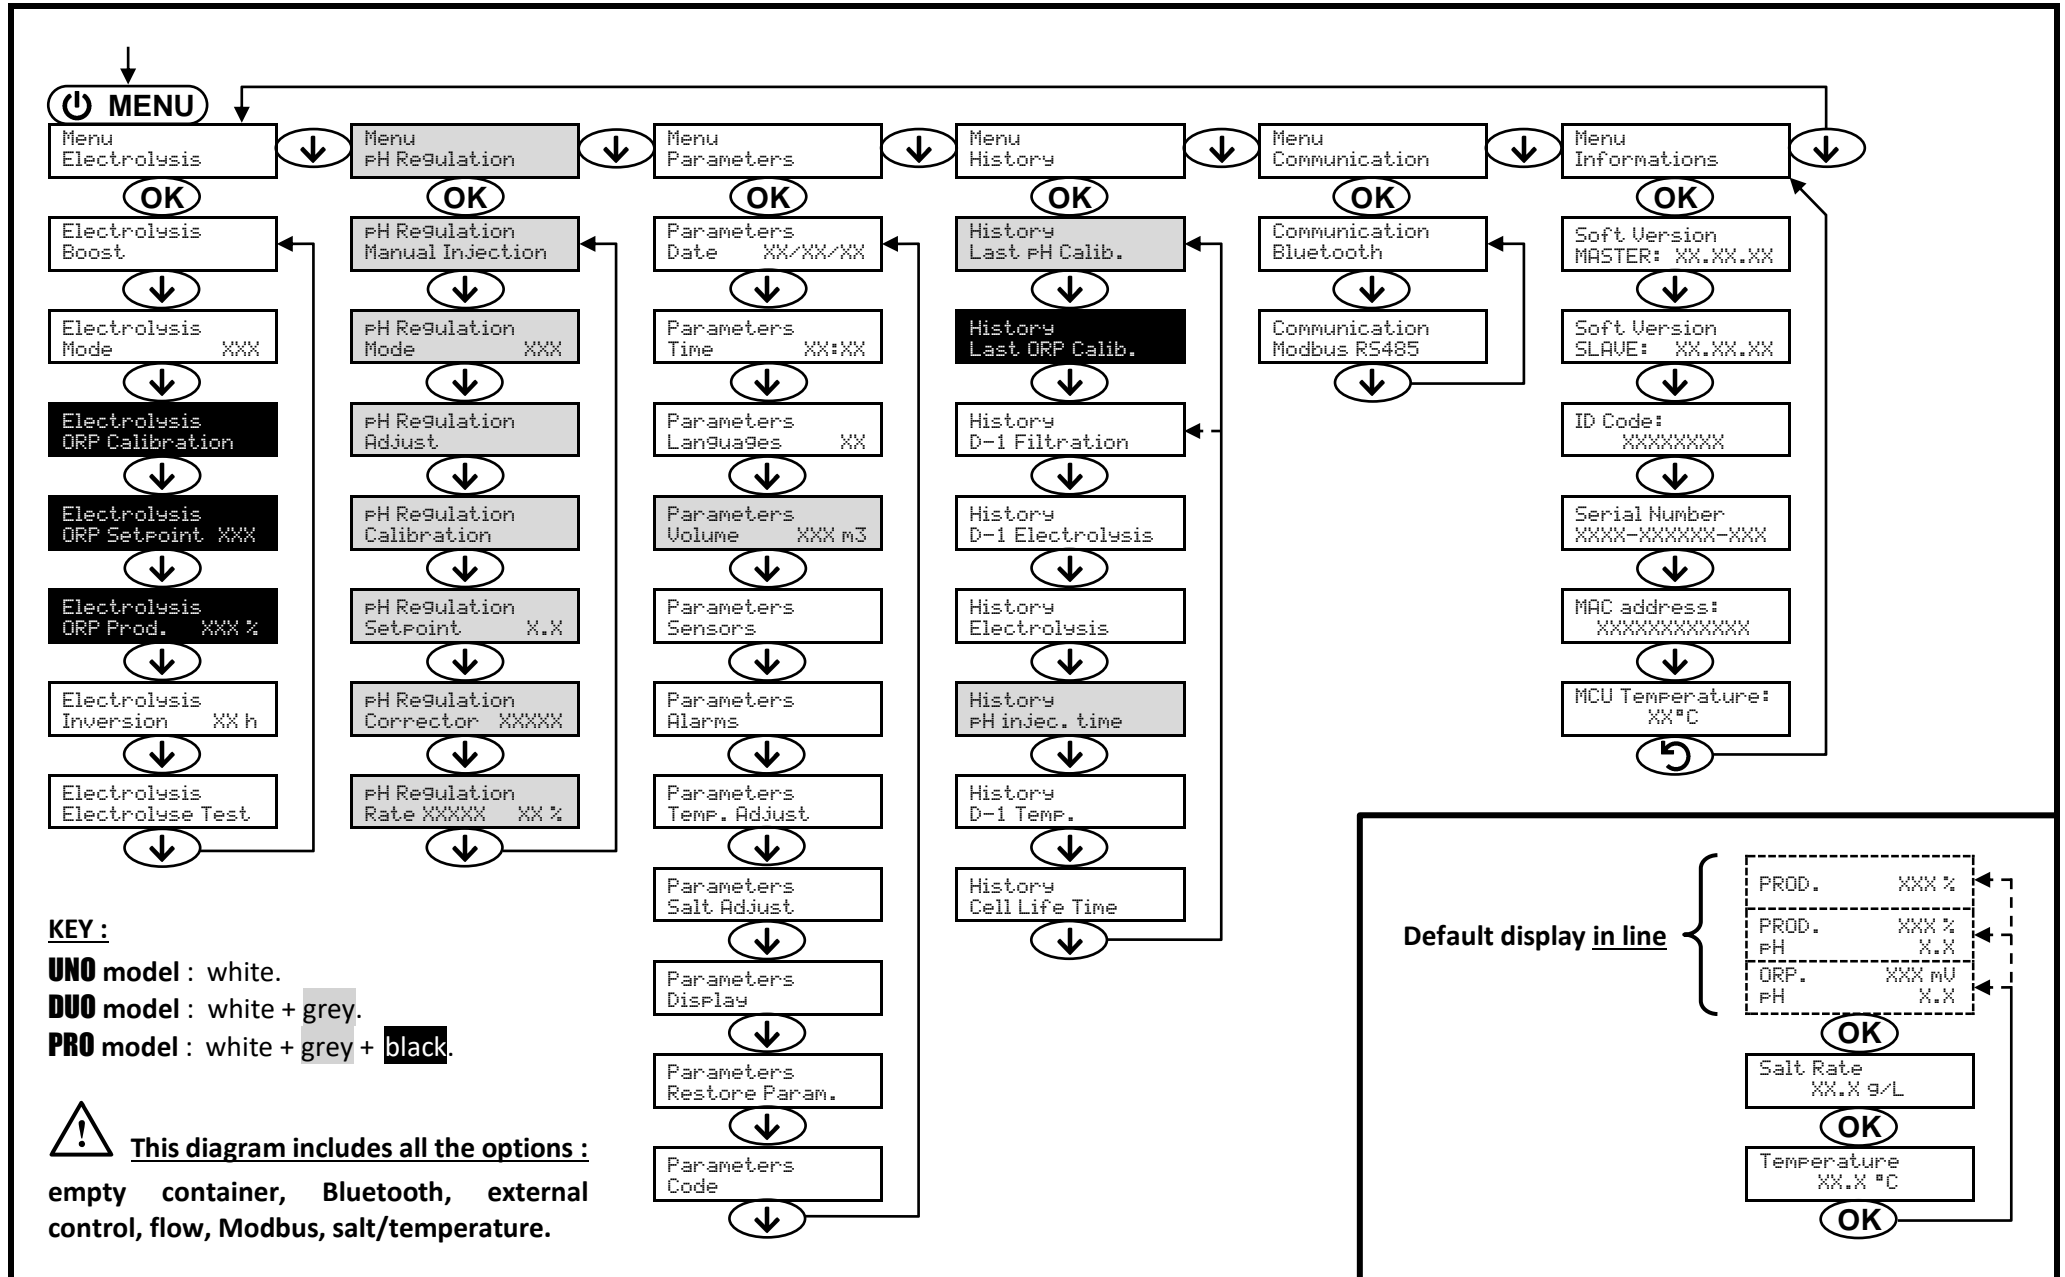 MENU
Menu
Electrolysis
OK
Electrolysis
Boost
Electrolysis
Mode XXX
Electrolysis
ORP Calibration
Electrolysis
ORP Setpoint XXX
Electrolysis
ORP Prod. XXX %
Electrolysis
Inversion XX h
Electrolysis
Electrolyse Test
Menu
pH Regulation
OK
pH Regulation
Manual Injection
pH Regulation
Mode XXX
pH Regulation
Adjust
pH Regulation
Calibration
pH Regulation
Setpoint X.X
pH Regulation
Corrector XXXXX
pH Regulation
Rate XXXXX XX %
Menu
Parameters
OK
Parameters
Date XX/XX/XX
Parameters
Time XX:XX
Parameters
Languages XX
Parameters
Volume XXX m3
Parameters
Sensors
Parameters
Alarms
Parameters
Temp. Adjust
Parameters
Salt Adjust
Parameters
Display
Parameters
Restore Param.
Parameters
Code
Menu
History
OK
History
Last pH Calib.
History
Last ORP Calib.
History
D-1 Filtration
History
D-1 Electrolysis
History
Electrolysis
History
pH injec. time
History
D-1 Temp.
History
Cell Life Time
Menu
Communication
OK
Communication
Bluetooth
Communication
Modbus RS485
Menu
Informations
OK
Soft Version
MASTER: XX.XX.XX
Soft Version
SLAVE: XX.XX.XX
ID Code:
XXXXXXXX
Serial Number
XXXX-XXXXXX-XXX
MAC address:
XXXXXXXXXXXX
MCU Temperature:
XX°C
KEY :
UNO model : white.
DUO model : white + grey.
PRO model : white + grey + black.
This diagram includes all the options :
empty container, Bluetooth, external
control, flow, Modbus, salt/temperature.
Default display in line
PROD. XXX %
PROD. XXX %
pH X.X
ORP. XXX mV
pH X.X
OK
Salt Rate
XX.X g/L
OK
Temperature
XX.X °C
OK